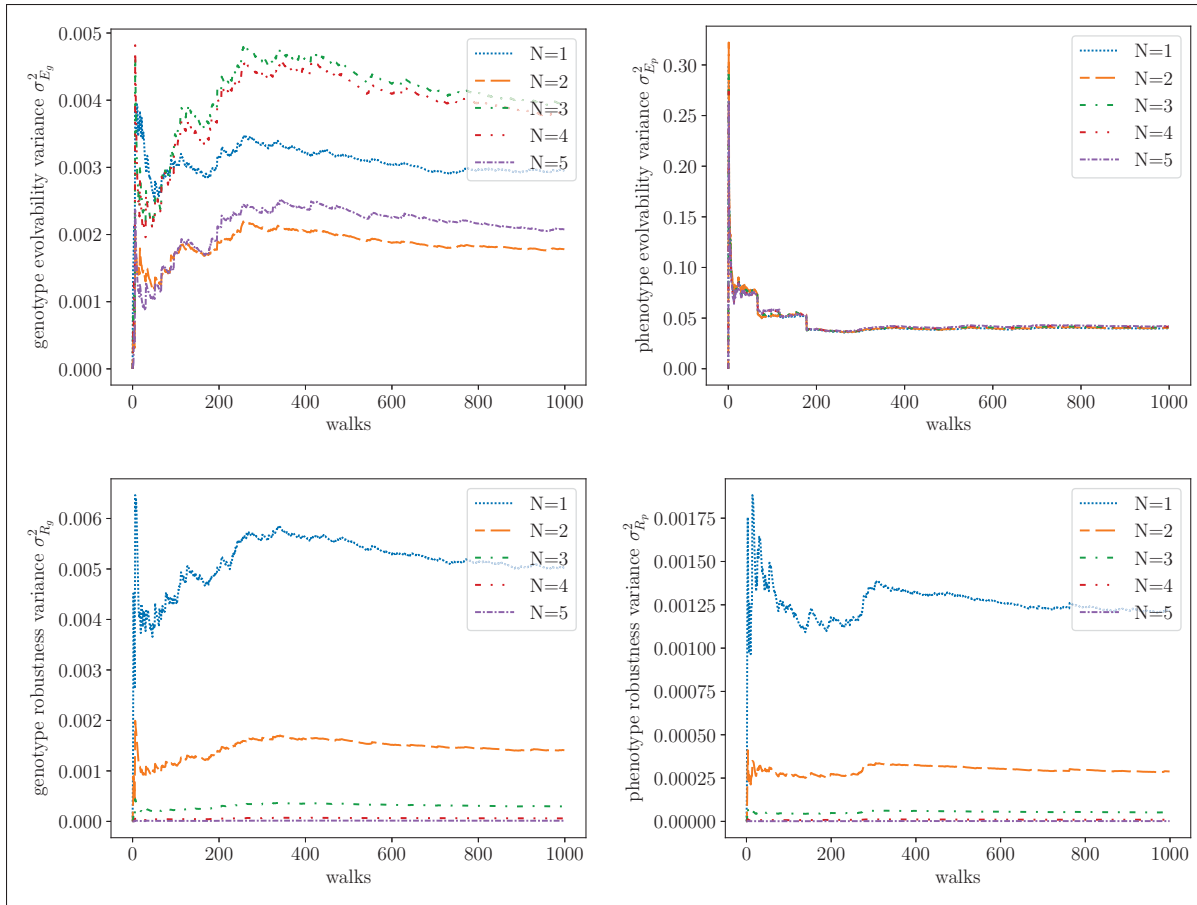 genotype evolvability variance σ²_{E_g}
0.005
0.004
0.003
0.002
0.001
0.000
0 200 400 600 800 1000
walks
N=1
N=2
N=3
N=4
N=5
phenotype evolvability variance σ²_{E_p}
0.30
0.25
0.20
0.15
0.10
0.05
0.00
0 200 400 600 800 1000
walks
N=1
N=2
N=3
N=4
N=5
genotype robustness variance σ²_{R_g}
0.006
0.005
0.004
0.003
0.002
0.001
0.000
0 200 400 600 800 1000
walks
N=1
N=2
N=3
N=4
N=5
phenotype robustness variance σ²_{R_p}
0.00175
0.00150
0.00125
0.00100
0.00075
0.00050
0.00025
0.00000
0 200 400 600 800 1000
walks
N=1
N=2
N=3
N=4
N=5